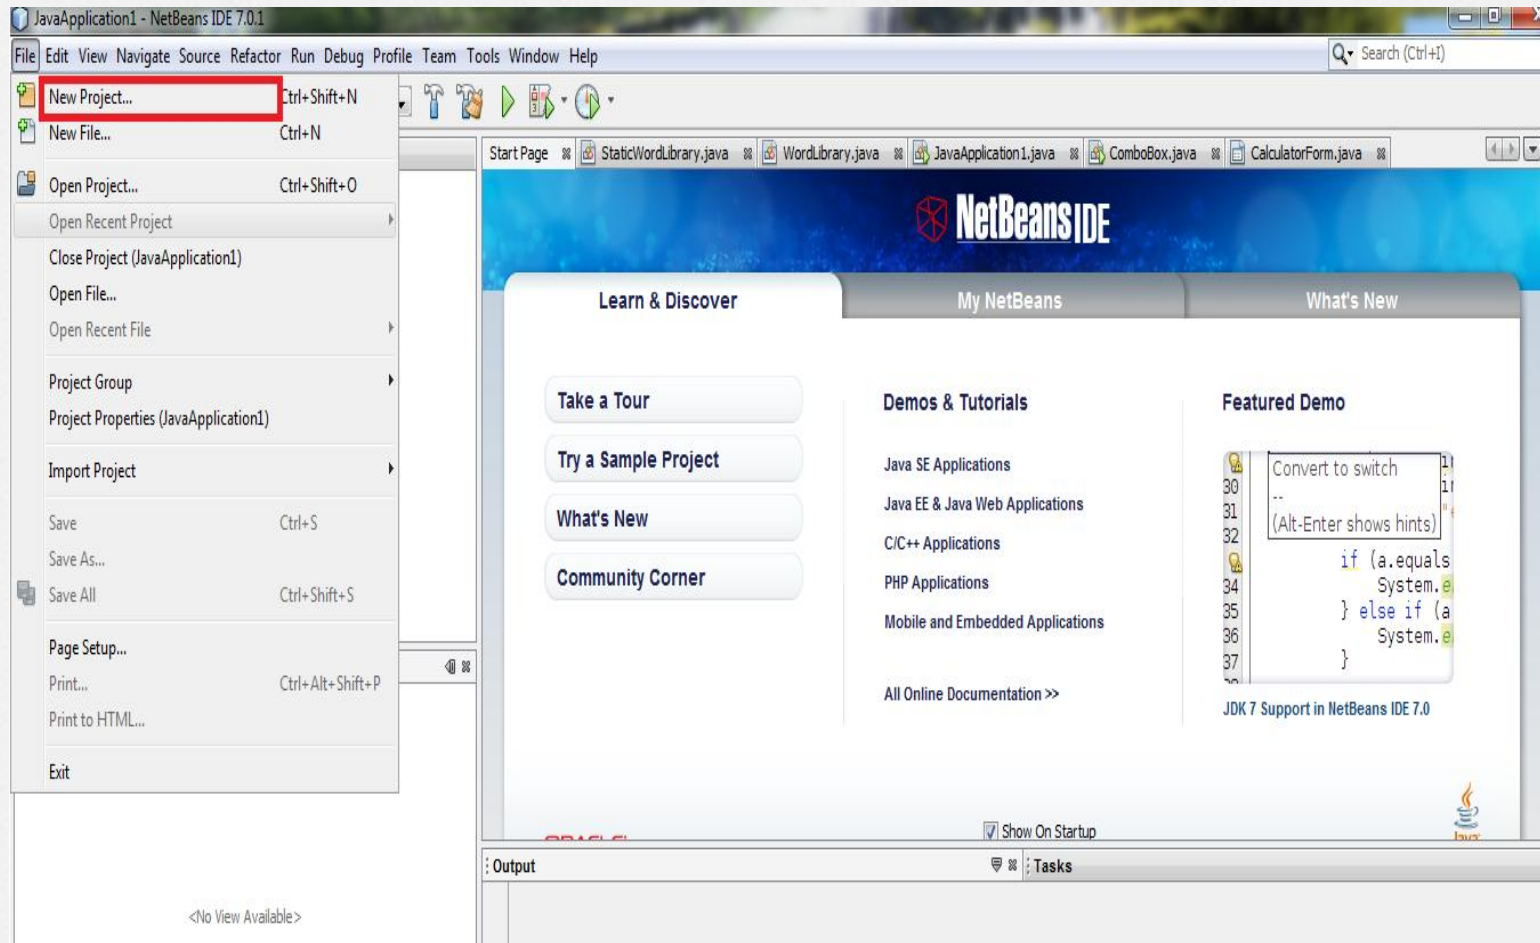 JavaApplication1 - NetBeans IDE 7.0.1
File Edit View Navigate Source Refactor Run Debug Profile Team Tools Window Help
Search (Ctrl+I)
New Project... Ctrl+Shift+N
New File... Ctrl+N
Open Project... Ctrl+Shift+O
Open Recent Project
Close Project (JavaApplication1)
Open File...
Open Recent File
Project Group
Project Properties (JavaApplication1)
Import Project
Save Ctrl+S
Save As...
Save All Ctrl+Shift+S
Page Setup...
Print... Ctrl+Alt+Shift+P
Print to HTML...
Exit
<No View Available>
Start Page StaticWordLibrary.java WordLibrary.java JavaApplication1.java ComboBox.java CalculatorForm.java
NetBeans IDE
Learn & Discover My NetBeans What's New
Take a Tour
Try a Sample Project
What's New
Community Corner
Demos & Tutorials
Java SE Applications
Java EE & Java Web Applications
C/C++ Applications
PHP Applications
Mobile and Embedded Applications
All Online Documentation >>
Featured Demo
Convert to switch
30 --
31 (Alt-Enter shows hints)
32
if (a.equals
34 System.e
35 } else if (a
36 System.e
37 }
JDK 7 Support in NetBeans IDE 7.0
Show On Startup
Java
Output Tasks